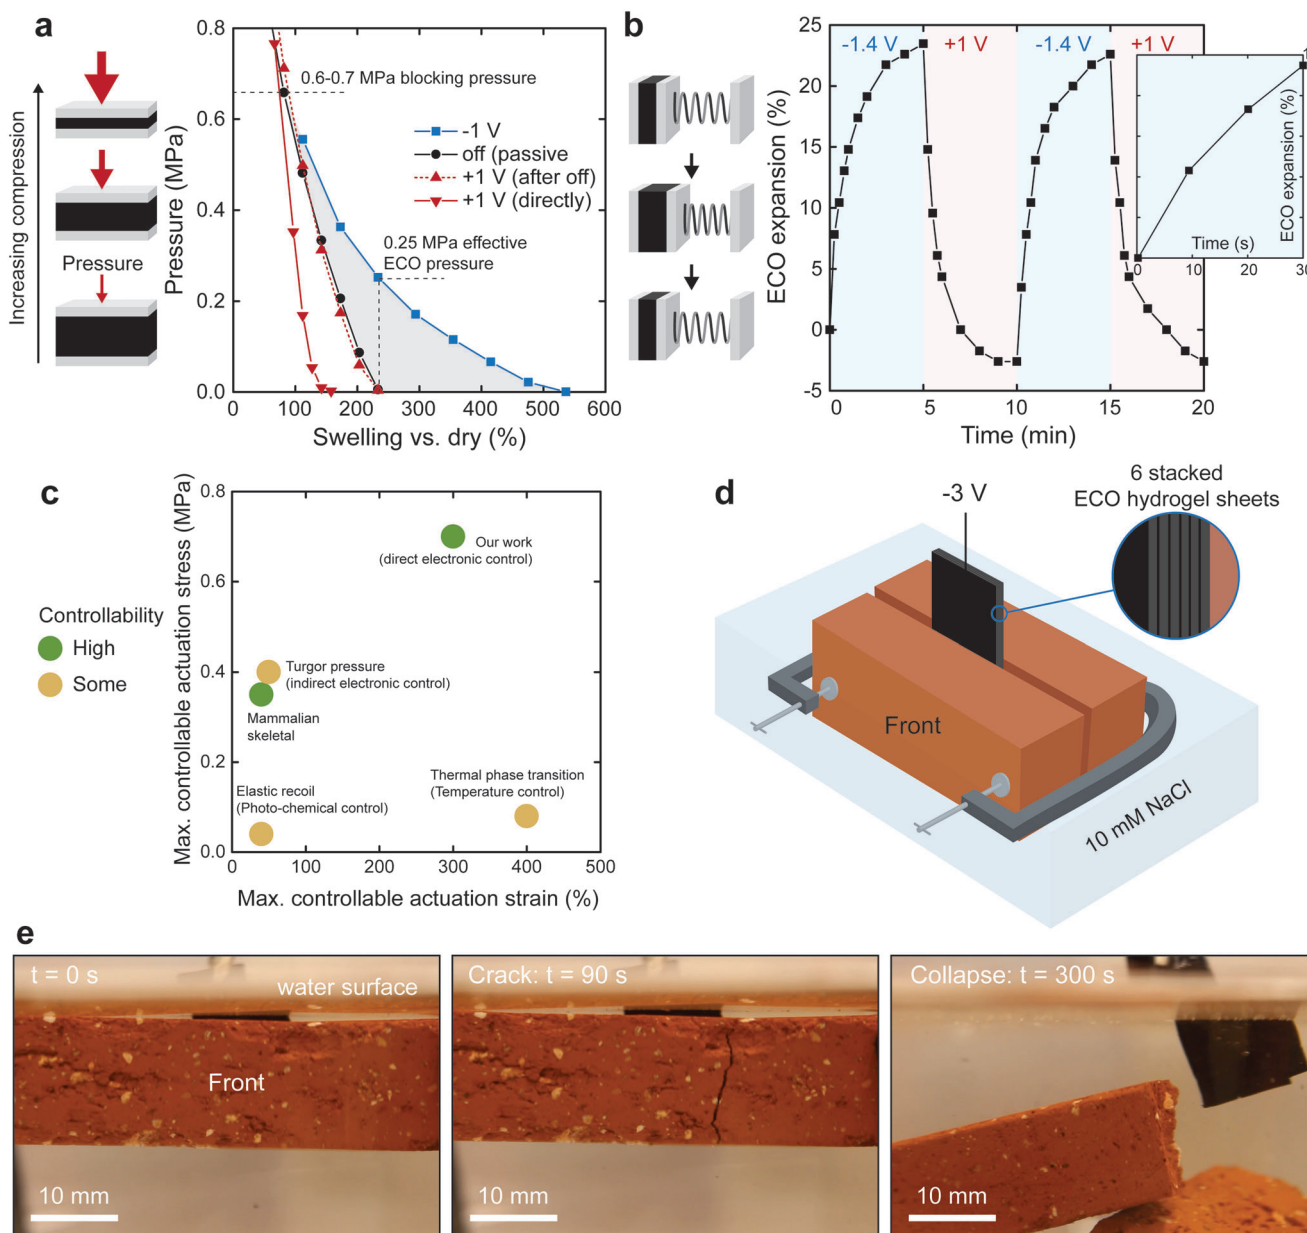 a
Increasing compression
Pressure
Pressure (MPa)
0.8
0.6
0.4
0.2
0.0
0.6-0.7 MPa blocking pressure
-1 V
off (passive
+1 V (after off)
+1 V (directly)
0.25 MPa effective
ECO pressure
0 100 200 300 400 500 600
Swelling vs. dry (%)
b
ECO expansion (%)
25
20
15
10
5
0
-5
-1.4 V +1 V -1.4 V +1 V
ECO expansion (%)
Time (s)
0 10 20 30
0 5 10 15 20
Time (min)
c
Controllability
High
Some
Max. controllable actuation stress (MPa)
0.8
0.6
0.4
0.2
0.0
Our work
(direct electronic control)
Turgor pressure
(indirect electronic control)
Mammalian
skeletal
Elastic recoil
(Photo-chemical control)
Thermal phase transition
(Temperature control)
0 100 200 300 400 500
Max. controllable actuation strain (%)
d
-3 V
6 stacked
ECO hydrogel sheets
Front
10 mM NaCl
e
t = 0 s
water surface
Front
10 mm
Crack: t = 90 s
10 mm
Collapse: t = 300 s
10 mm